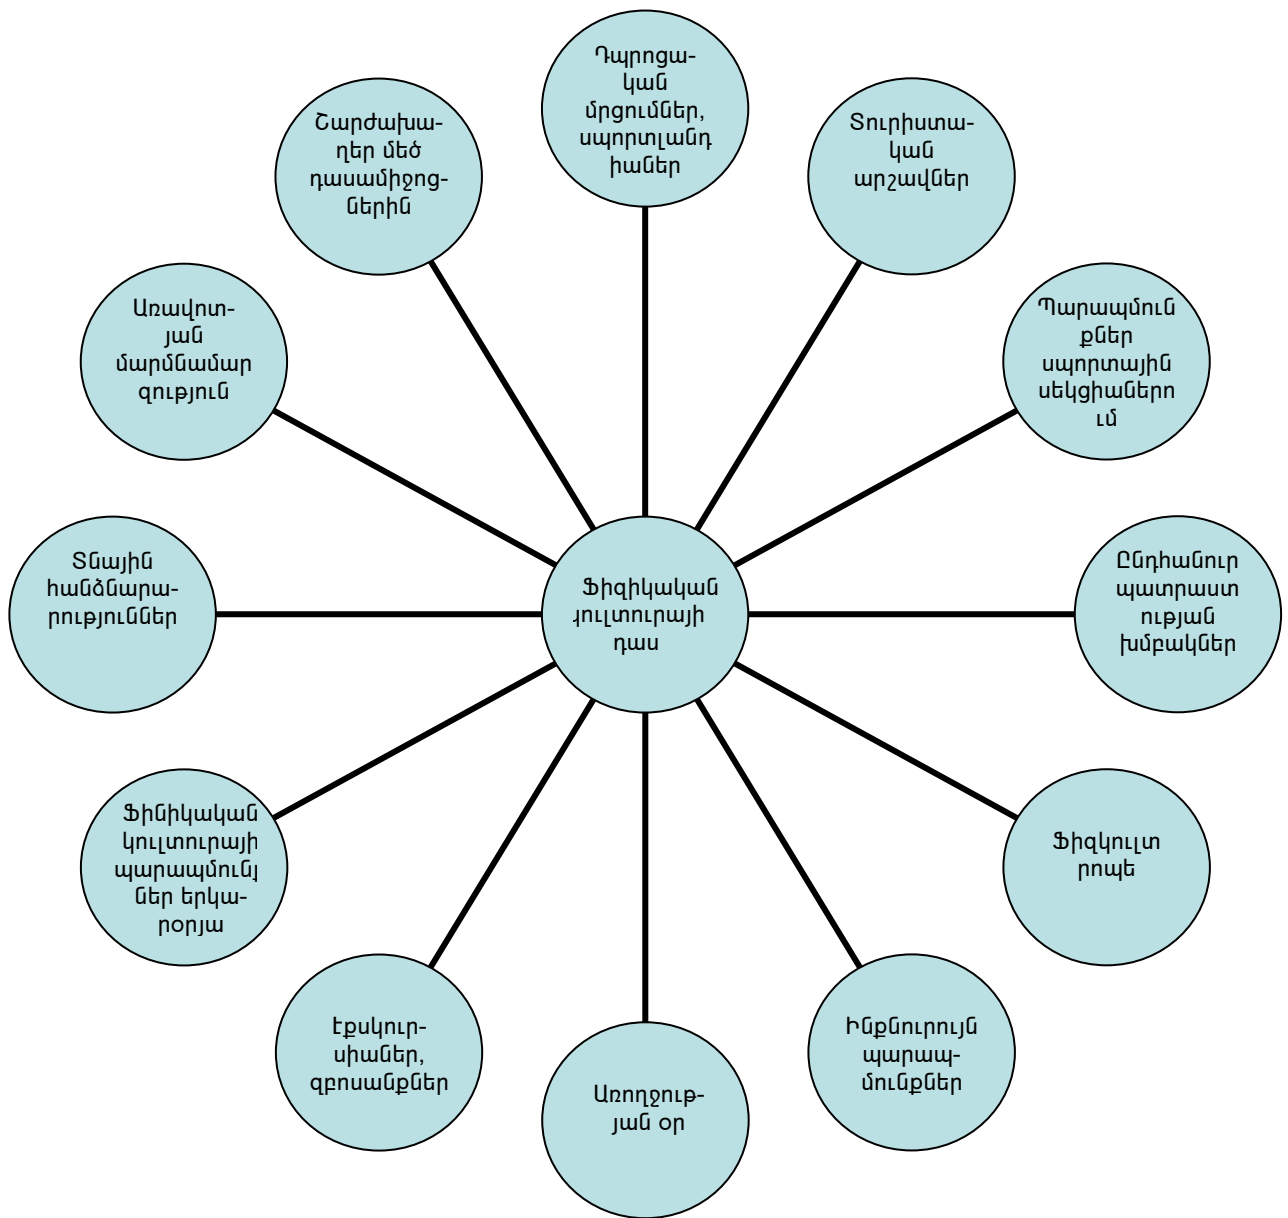 Դպրոցա-
կան
մրցումներ,
սպորտլանդ
իաներ
Տուրիստա-
կան
արշավներ
Պարապմուն
քներ
սպորտային
սեկցիաներո
ւմ
Ընդհանուր
պատրաստ
ության
խմբակներ
Ֆիզկուլտ
րոպե
Ինքնուրույն
պարապ-
մունքներ
Առողջութ-
յան օր
Էքսկուր-
սիաներ,
զբոսանքներ
Ֆինիկական
կուլտուրայի
պարապմունք
ներ երկա-
րօրյա
Տնային
հանձնարա-
րություններ
Առավոտ-
յան
մարմնամար
զություն
Շարժախա-
ղեր մեծ
դասամիջոց-
ներին
Ֆիզիկական
կուլտուրայի
դաս